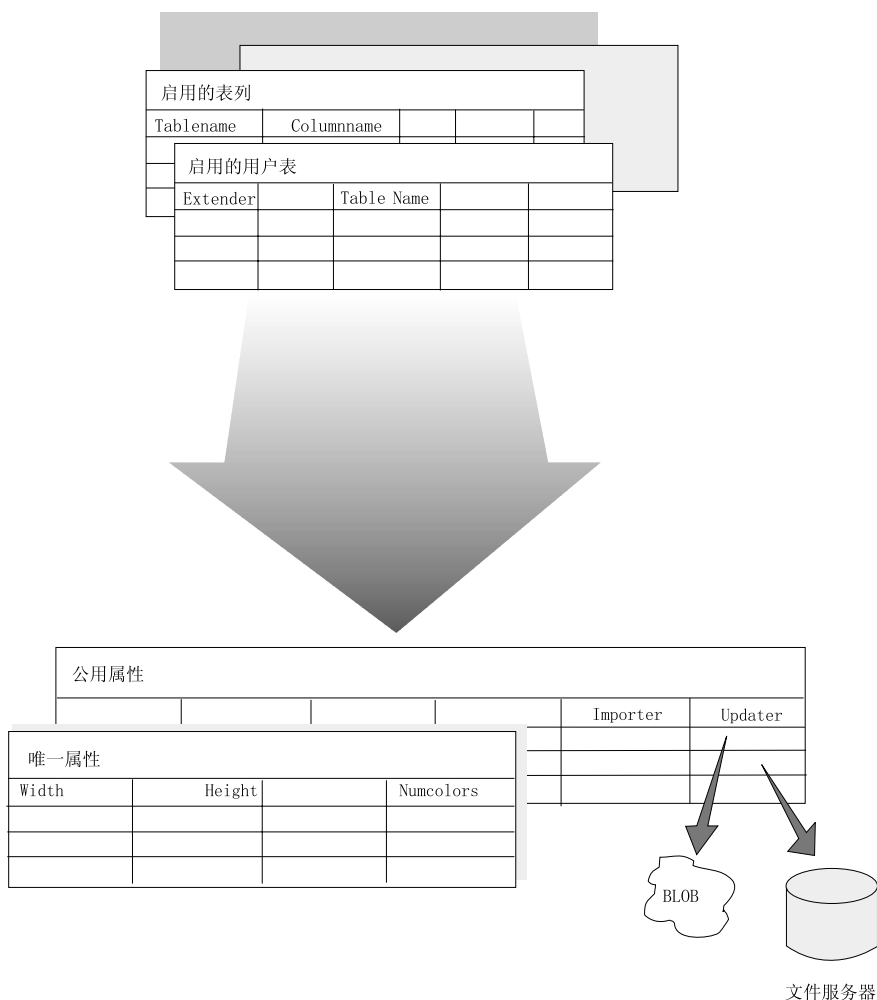 启用的表列
Tablename Columnname
启用的用户表
Extender Table Name
公用属性
Importer Updater
唯一属性
Width Height Numcolors
BLOB
文件服务器